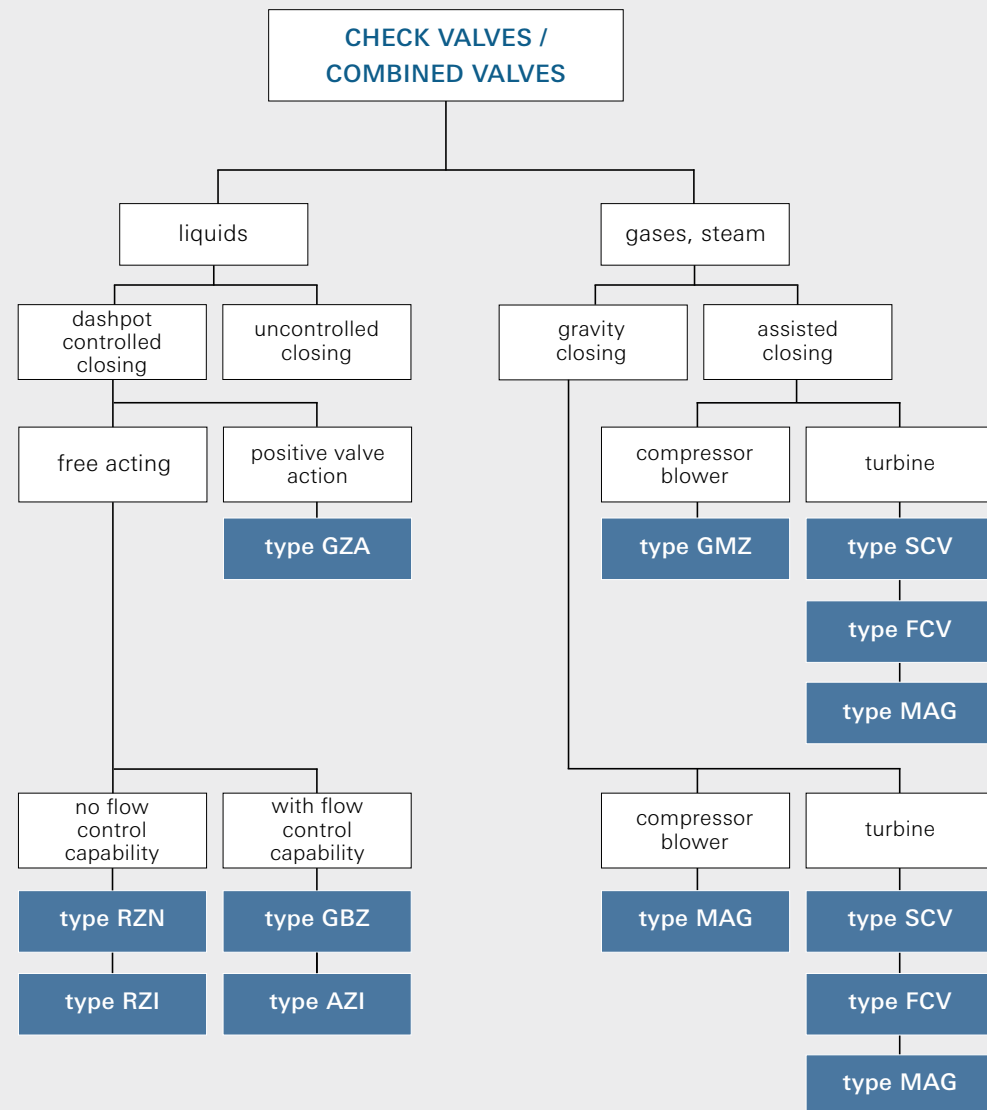 CHECK VALVES /
COMBINED VALVES
liquids
gases, steam
dashpot
controlled
closing
uncontrolled
closing
gravity
closing
assisted
closing
free acting
positive valve
action
compressor
blower
turbine
type GZA
type GMZ
type SCV
type FCV
type MAG
no flow
control
capability
with flow
control
capability
compressor
blower
turbine
type RZN
type GBZ
type MAG
type SCV
type RZI
type AZI
type FCV
type MAG